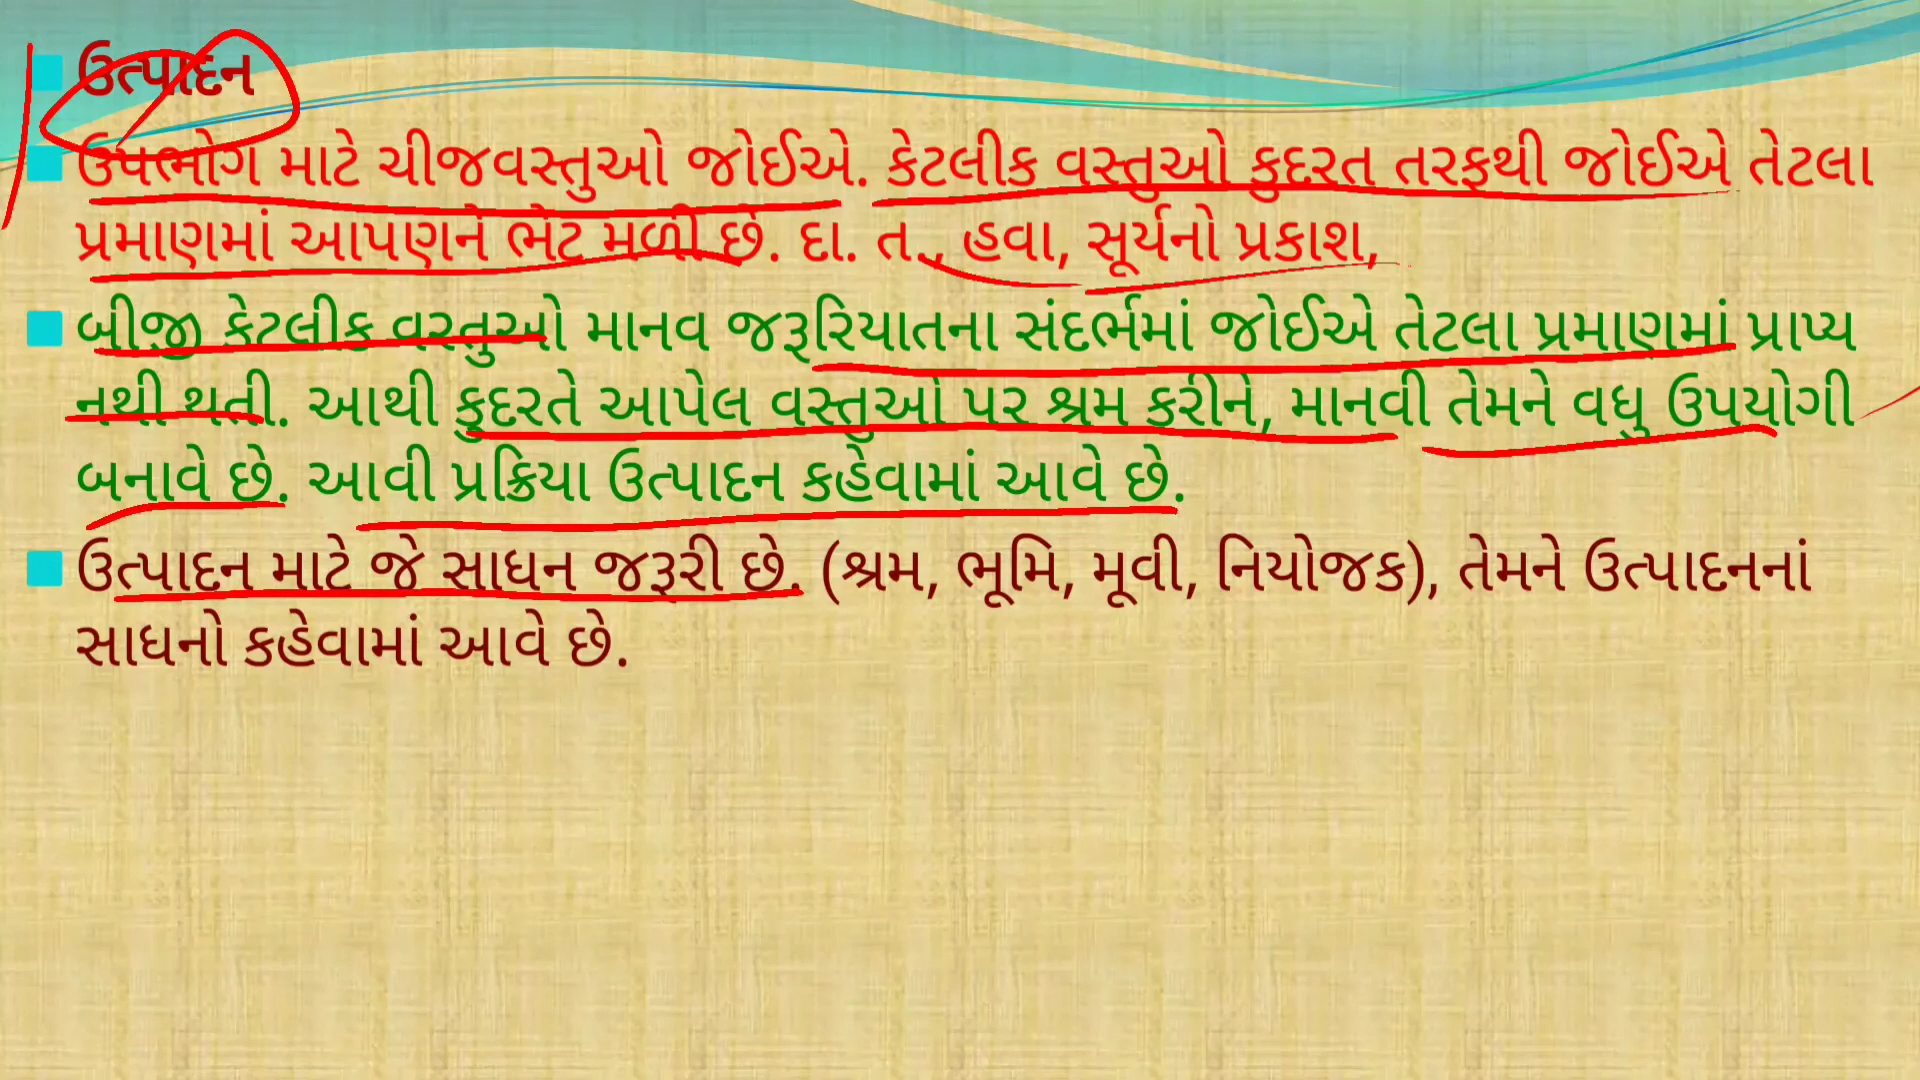 ઉત્પાદન
ઉપભોગ માટે ચીજવસ્તુઓ જોઈએ. કેટલીક વસ્તુઓ કુદરત તરફથી જોઈએ તેટલા
પ્રમાણમાં આપણને ભેટ મળી છે. દા. ત., હવા, સૂર્યનો પ્રકાશ,
બીજી કેટલીક વસ્તુઓ માનવ જરૂરિયાતના સંદર્ભમાં જોઈએ તેટલા પ્રમાણમાં પ્રાપ્ય
નથી થતી. આથી કુદરતે આપેલ વસ્તુઓ પર શ્રમ કરીને, માનવી તેમને વધુ ઉપયોગી
બનાવે છે. આવી પ્રક્રિયા ઉત્પાદન કહેવામાં આવે છે.
ઉત્પાદન માટે જે સાધન જરૂરી છે. (શ્રમ, ભૂમિ, મૂવી, નિયોજક), તેમને ઉત્પાદનનાં
સાધનો કહેવામાં આવે છે.